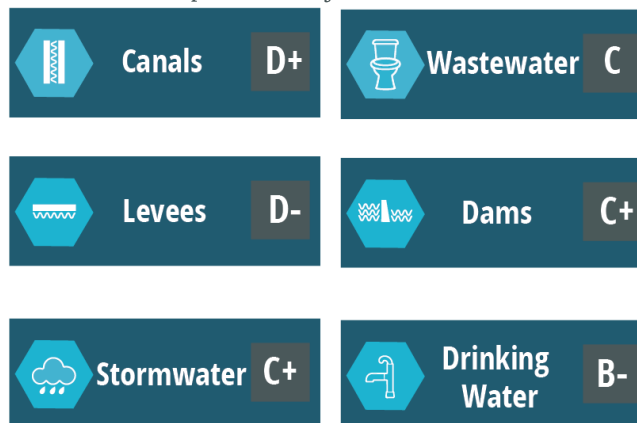 Canals D+
Wastewater C
Levees D-
Dams C+
Stormwater C+
Drinking
Water B-